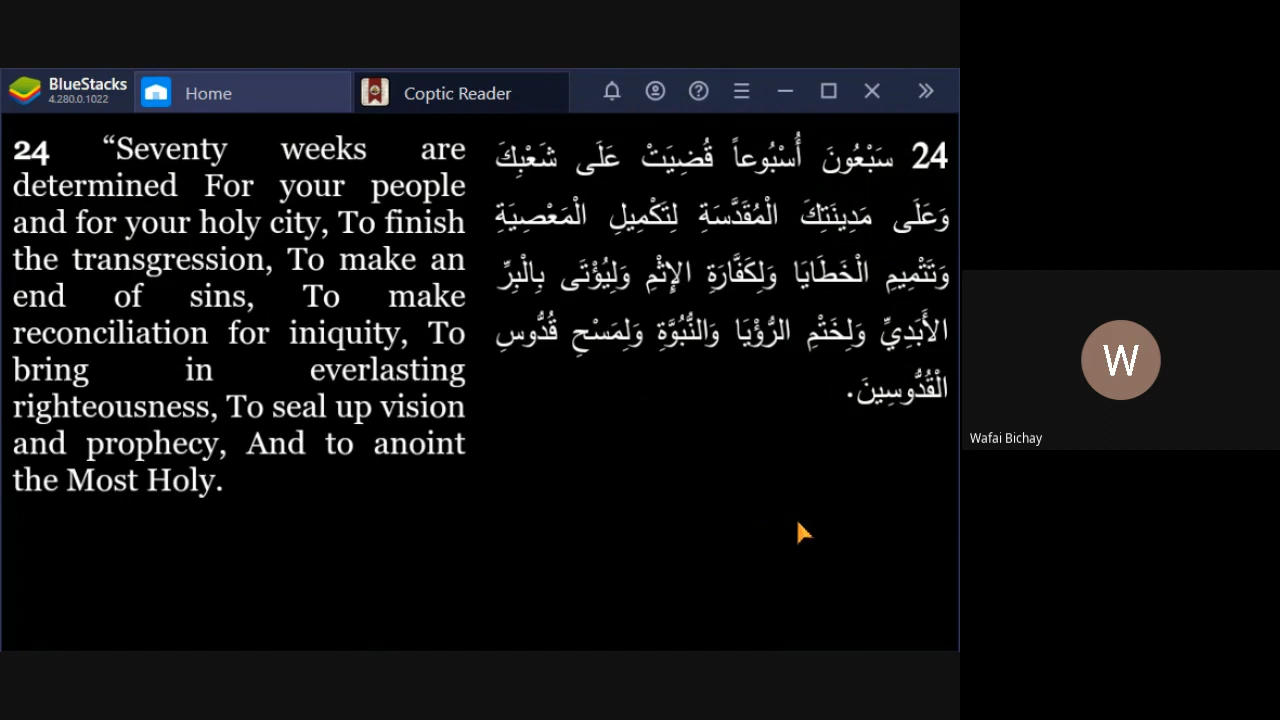 BlueStacks
4.280.0.1022
Home
Coptic Reader
24 “Seventy weeks are
determined For your people
and for your holy city, To finish
the transgression, To make an
end of sins, To make
reconciliation for iniquity, To
bring in everlasting
righteousness, To seal up vision
and prophecy, And to anoint
the Most Holy.
24 سَبْعُونَ أُسْبُوعاً قُضِيَتْ عَلَى شَعْبِكَ
وَعَلَى مَدِينَتِكَ الْمُقَدَّسَةِ لِتَكْمِيلِ الْمَعْصِيَةِ
وَتَتْمِيمِ الْخَطَايَا وَلِكَفَّارَةِ الإِثْمِ وَلِيُؤْتَى بِالْبِرِّ
الأَبَدِيِّ وَلِخَتْمِ الرُّؤْيَا وَالنُّبُوَّةِ وَلِمَسْحِ قُدُّوسِ
الْقُدُّوسِينَ.
W
Wafai Bichay